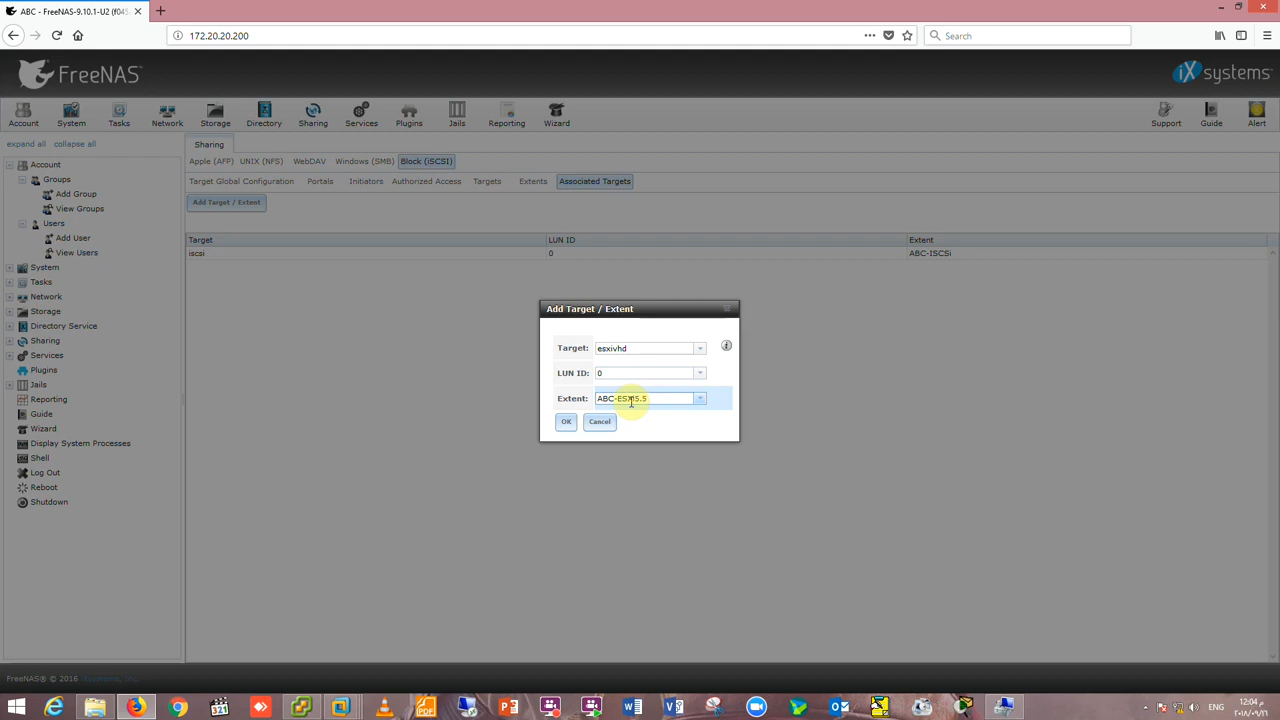 ABC - FreeNAS-9.10.1-U2 (f045
172.20.20.200
Search
FreeNAS
iXsystems
Account System Tasks Network Storage Directory Sharing Services Plugins Jails Reporting Wizard Support Guide Alert
expand all collapse all
Account
Groups
Add Group
View Groups
Users
Add User
View Users
System
Tasks
Network
Storage
Directory Service
Sharing
Services
Plugins
Jails
Reporting
Guide
Wizard
Display System Processes
Shell
Log Out
Reboot
Shutdown
Sharing
Apple (AFP) UNIX (NFS) WebDAV Windows (SMB) Block (iSCSI)
Target Global Configuration Portals Initiators Authorized Access Targets Extents Associated Targets
Add Target / Extent
Target LUN ID Extent
iscsi 0 ABC-ISCSi
Add Target / Extent
Target: esxivhd
LUN ID: 0
Extent: ABC-ESXI5.5
OK Cancel
FreeNAS® © 2016 iXsystems, Inc.
ENG
12:04 م